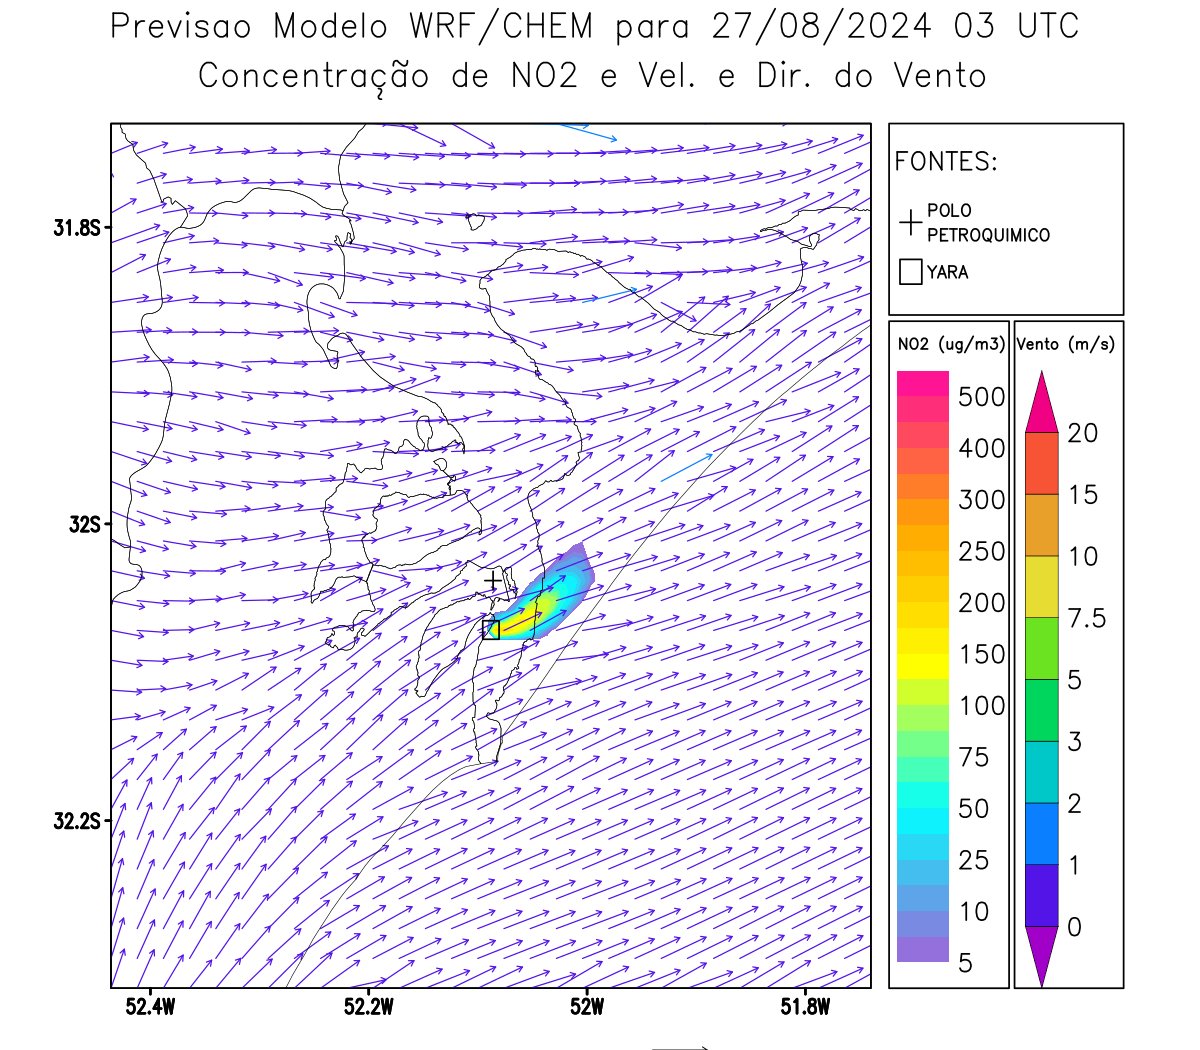 Previsao Modelo WRF/CHEM para 27/08/2024 03 UTC
Concentração de NO2 e Vel. e Dir. do Vento
FONTES:
POLO
PETROQUIMICO
YARA
NO2 (ug/m3)
500
400
300
250
200
150
100
75
50
25
10
5
Vento (m/s)
20
15
10
7.5
5
3
2
1
0
31.8S
32S
32.2S
52.4W
52.2W
52W
51.8W